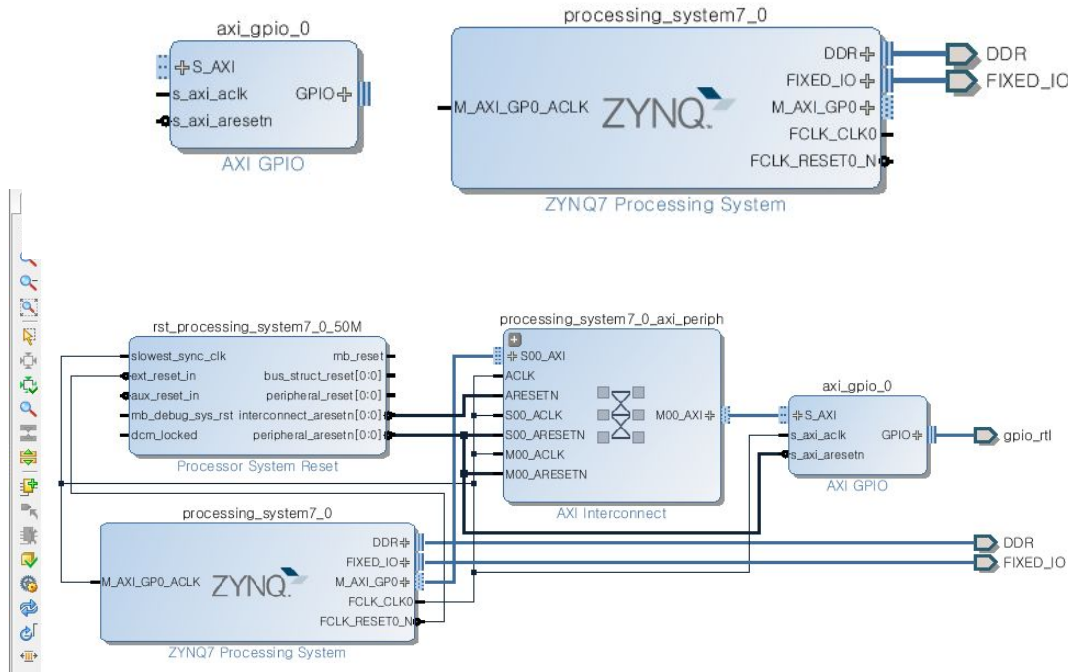 axi_gpio_0
S_AXI
s_axi_aclk
s_axi_aresetn
GPIO
AXI GPIO
processing_system7_0
M_AXI_GP0_ACLK
ZYNQ
DDR
FIXED_IO
M_AXI_GP0
FCLK_CLK0
FCLK_RESET0_N
ZYNQ7 Processing System
DDR
FIXED_IO
rst_processing_system7_0_50M
slowest_sync_clk
ext_reset_in
aux_reset_in
mb_debug_sys_rst
dcm_locked
mb_reset
bus_struct_reset[0:0]
peripheral_reset[0:0]
interconnect_aresetn[0:0]
peripheral_aresetn[0:0]
Processor System Reset
processing_system7_0_axi_periph
S00_AXI
ACLK
ARESETN
S00_ACLK
S00_ARESETN
M00_ACLK
M00_ARESETN
M00_AXI
AXI Interconnect
axi_gpio_0
S_AXI
s_axi_aclk
s_axi_aresetn
GPIO
AXI GPIO
gpio_rtl
processing_system7_0
M_AXI_GP0_ACLK
ZYNQ
DDR
FIXED_IO
M_AXI_GP0
FCLK_CLK0
FCLK_RESET0_N
ZYNQ7 Processing System
DDR
FIXED_IO